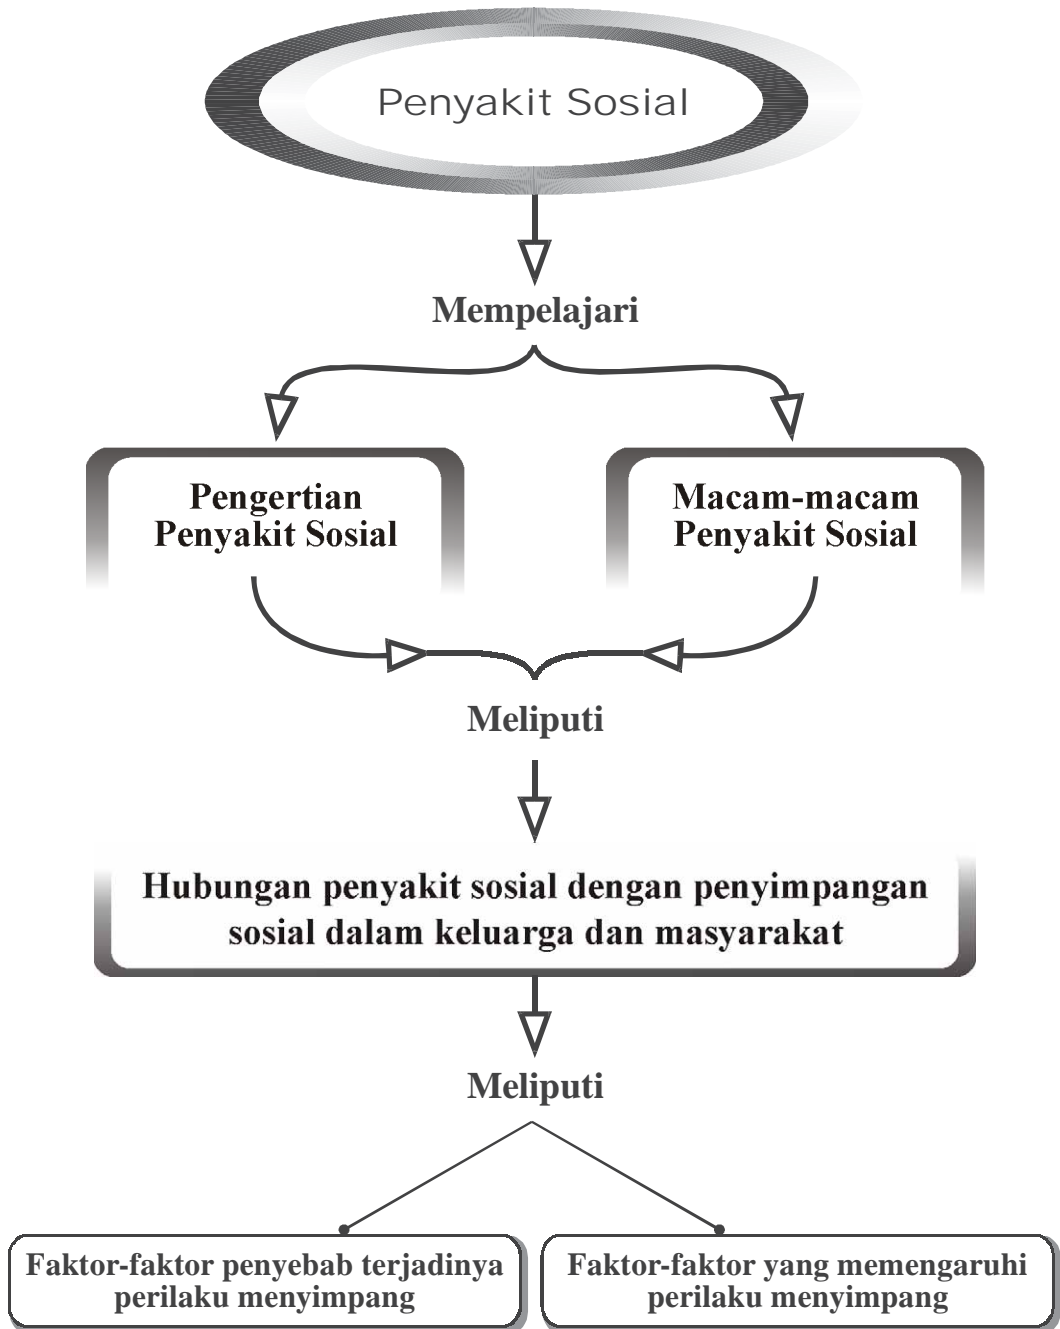 Penyakit Sosial
Mempelajari
Pengertian
Penyakit Sosial
Macam-macam
Penyakit Sosial
Meliputi
Hubungan penyakit sosial dengan penyimpangan
sosial dalam keluarga dan masyarakat
Meliputi
Faktor-faktor penyebab terjadinya
perilaku menyimpang
Faktor-faktor yang memengaruhi
perilaku menyimpang